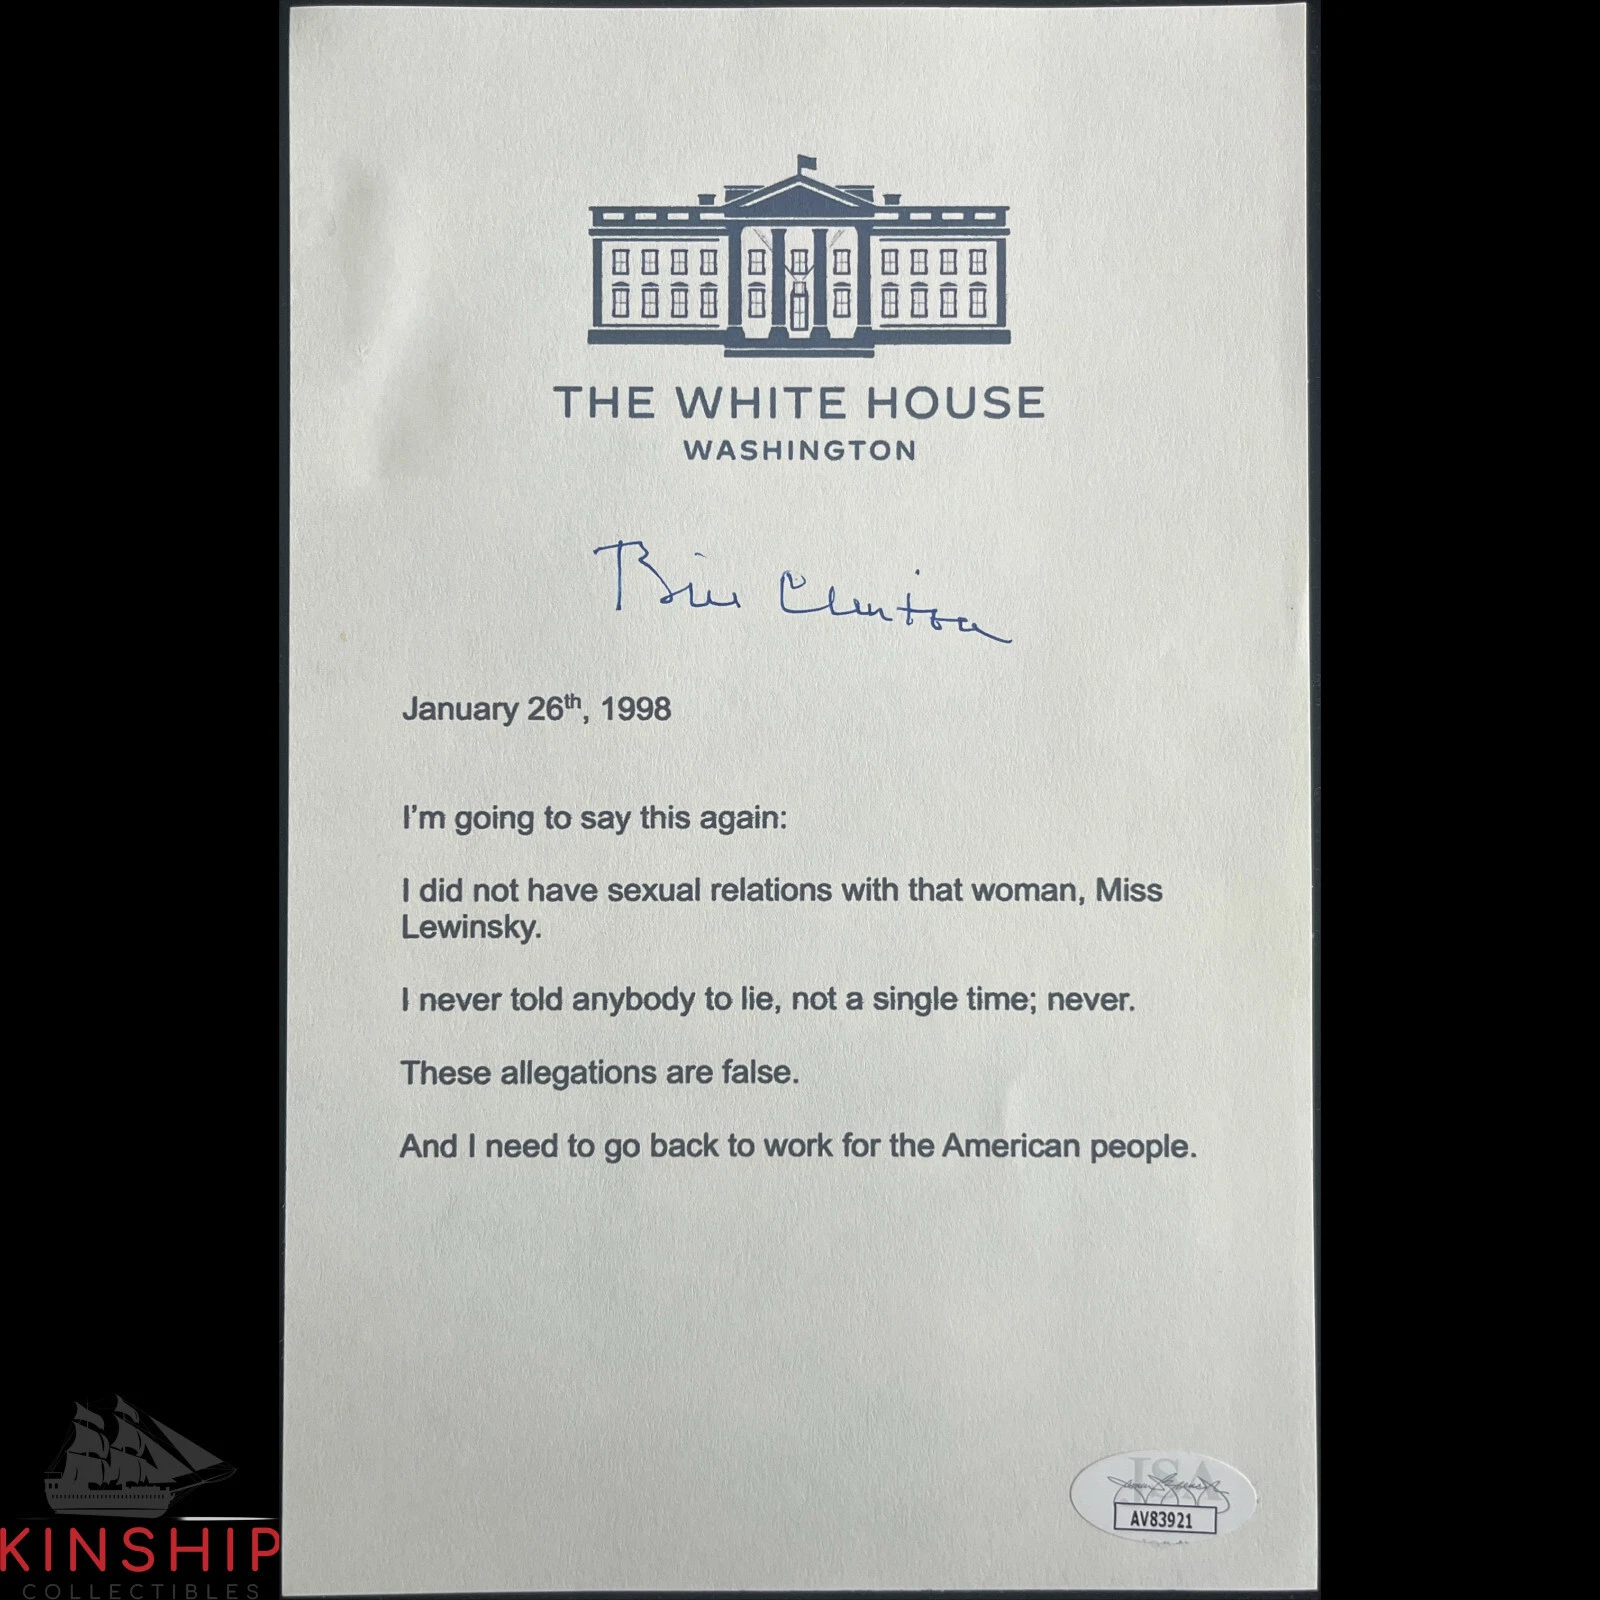 THE WHITE HOUSE
WASHINGTON
Bill Clinton
January 26th, 1998
I'm going to say this again:
I did not have sexual relations with that woman, Miss
Lewinsky.
I never told anybody to lie, not a single time; never.
These allegations are false.
And I need to go back to work for the American people.
JSA
AV83921
KINSHIP
COLLECTIBLES